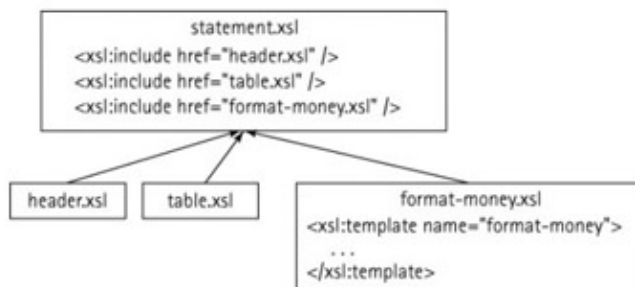 statement.xsl
<xsl:include href="header.xsl" />
<xsl:include href="table.xsl" />
<xsl:include href="format-money.xsl" />
header.xsl
table.xsl
format-money.xsl
<xsl:template name="format-money">
. . .
</xsl:template>